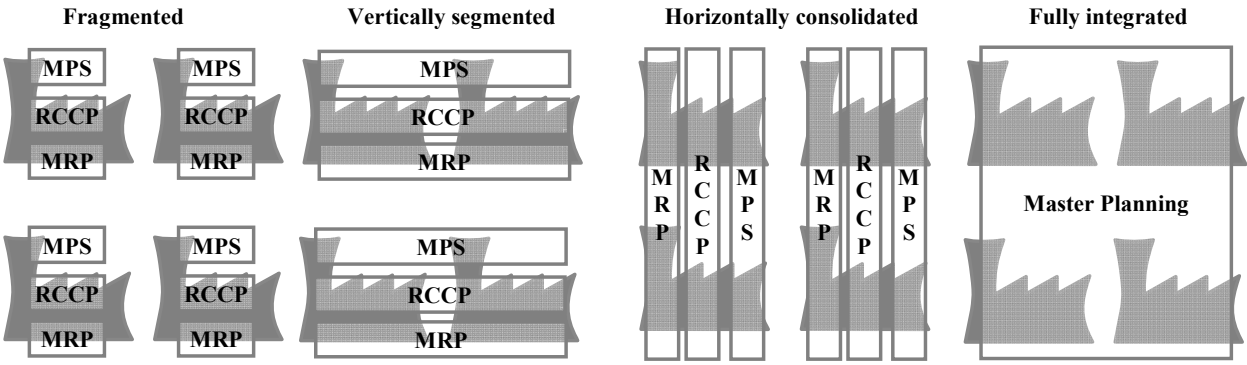 Fragmented
Vertically segmented
Horizontally consolidated
Fully integrated
MPS
RCCP
MRP
MPS
RCCP
MRP
MPS
RCCP
MRP
MPS
RCCP
MRP
MPS
RCCP
MRP
MPS
RCCP
MRP
MRP
RCCP
MPS
MRP
RCCP
MPS
Master Planning